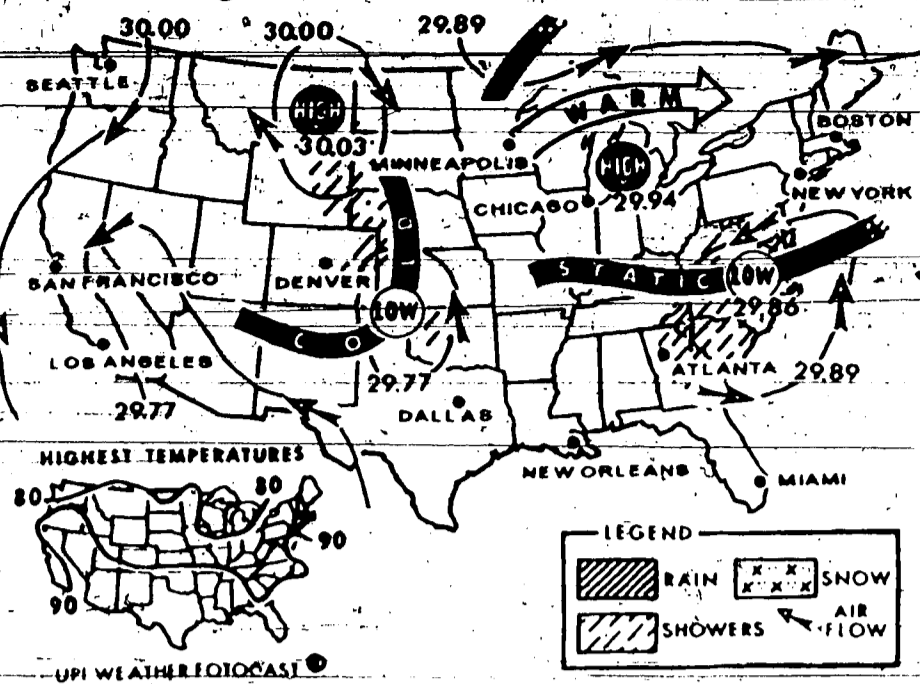 30.00
30.00
29.89
SEATTLE
WARM
HIGH
BOSTON
30.03
MINNEAPOLIS
HIGH
NEW YORK
CHICAGO
29.94
SAN FRANCISCO
DENVER
STATIC
LOW
LOW
29.86
LOS ANGELES
ATLANTA
29.89
29.77
29.77
DALLAS
HIGHEST TEMPERATURES
NEW ORLEANS
MIAMI
80
80
90
90
LEGEND
RAIN
SNOW
SHOWERS
AIR
FLOW
UPI WEATHER FOTOCAST